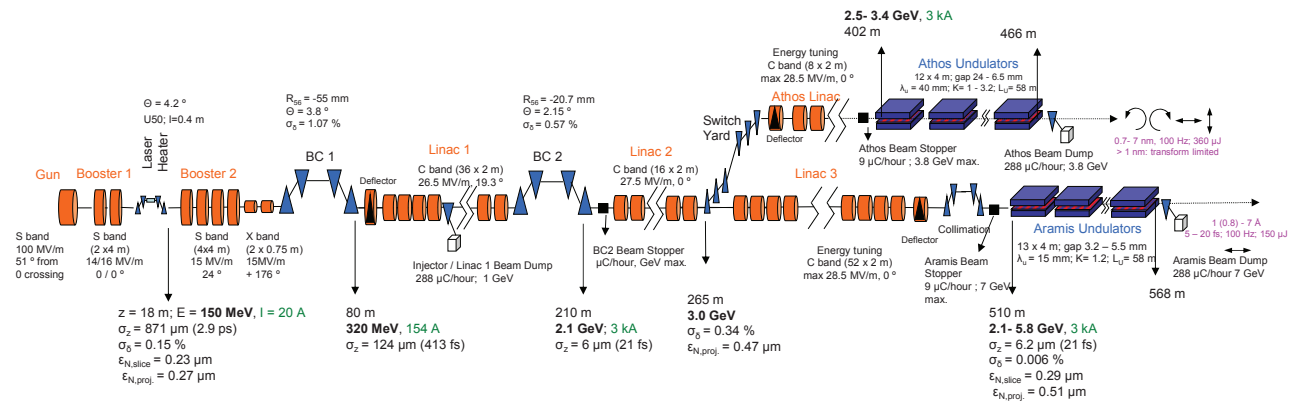 2.5- 3.4 GeV, 3 kA
402 m
466 m
Energy tuning
C band (8 x 2 m)
max 28.5 MV/m, 0 °
Athos Linac
Athos Undulators
12 x 4 m; gap 24 - 6.5 mm
λu = 40 mm; K= 1 - 3.2; Lu= 58 m
Deflector
Switch
Yard
Athos Beam Stopper
9 µC/hour ; 3.8 GeV max.
Athos Beam Dump
288 µC/hour; 3.8 GeV
0.7- 7 nm, 100 Hz; 360 µJ
> 1 nm: transform limited
Θ = 4.2 °
U50; l=0.4 m
Laser
Heater
R56 = -55 mm
Θ = 3.8 °
σδ = 1.07 %
R56 = -20.7 mm
Θ = 2.15 °
σδ = 0.57 %
Gun
Booster 1
Booster 2
BC 1
Deflector
Linac 1
C band (36 x 2 m)
26.5 MV/m, 19.3 °
BC 2
Linac 2
C band (16 x 2 m)
27.5 MV/m, 0 °
Linac 3
S band
100 MV/m
51 ° from
0 crossing
S band
(2 x4 m)
14/16 MV/m
0 / 0 °
S band
(4x4 m)
15 MV/m
24 °
X band
(2 x 0.75 m)
15MV/m
+ 176 °
Injector / Linac 1 Beam Dump
288 µC/hour; 1 GeV
BC2 Beam Stopper
µC/hour, GeV max.
Energy tuning
C band (52 x 2 m)
max 28.5 MV/m, 0 °
Deflector
Collimation
Aramis Beam
Stopper
9 µC/hour ; 7 GeV
max.
Aramis Undulators
13 x 4 m; gap 3.2 – 5.5 mm
λu = 15 mm; K= 1.2; Lu= 58 m
1 (0.8) - 7 Å
5 – 20 fs; 100 Hz; 150 µJ
Aramis Beam Dump
288 µC/hour 7 GeV
z = 18 m; E = 150 MeV, I = 20 A
σz = 871 µm (2.9 ps)
σδ = 0.15 %
εN,slice = 0.23 µm
εN,proj. = 0.27 µm
80 m
320 MeV, 154 A
σz = 124 µm (413 fs)
210 m
2.1 GeV; 3 kA
σz = 6 µm (21 fs)
265 m
3.0 GeV
σδ = 0.34 %
εN,proj. = 0.47 µm
510 m
2.1- 5.8 GeV, 3 kA
σz = 6.2 µm (21 fs)
σδ = 0.006 %
εN,slice = 0.29 µm
εN,proj. = 0.51 µm
568 m